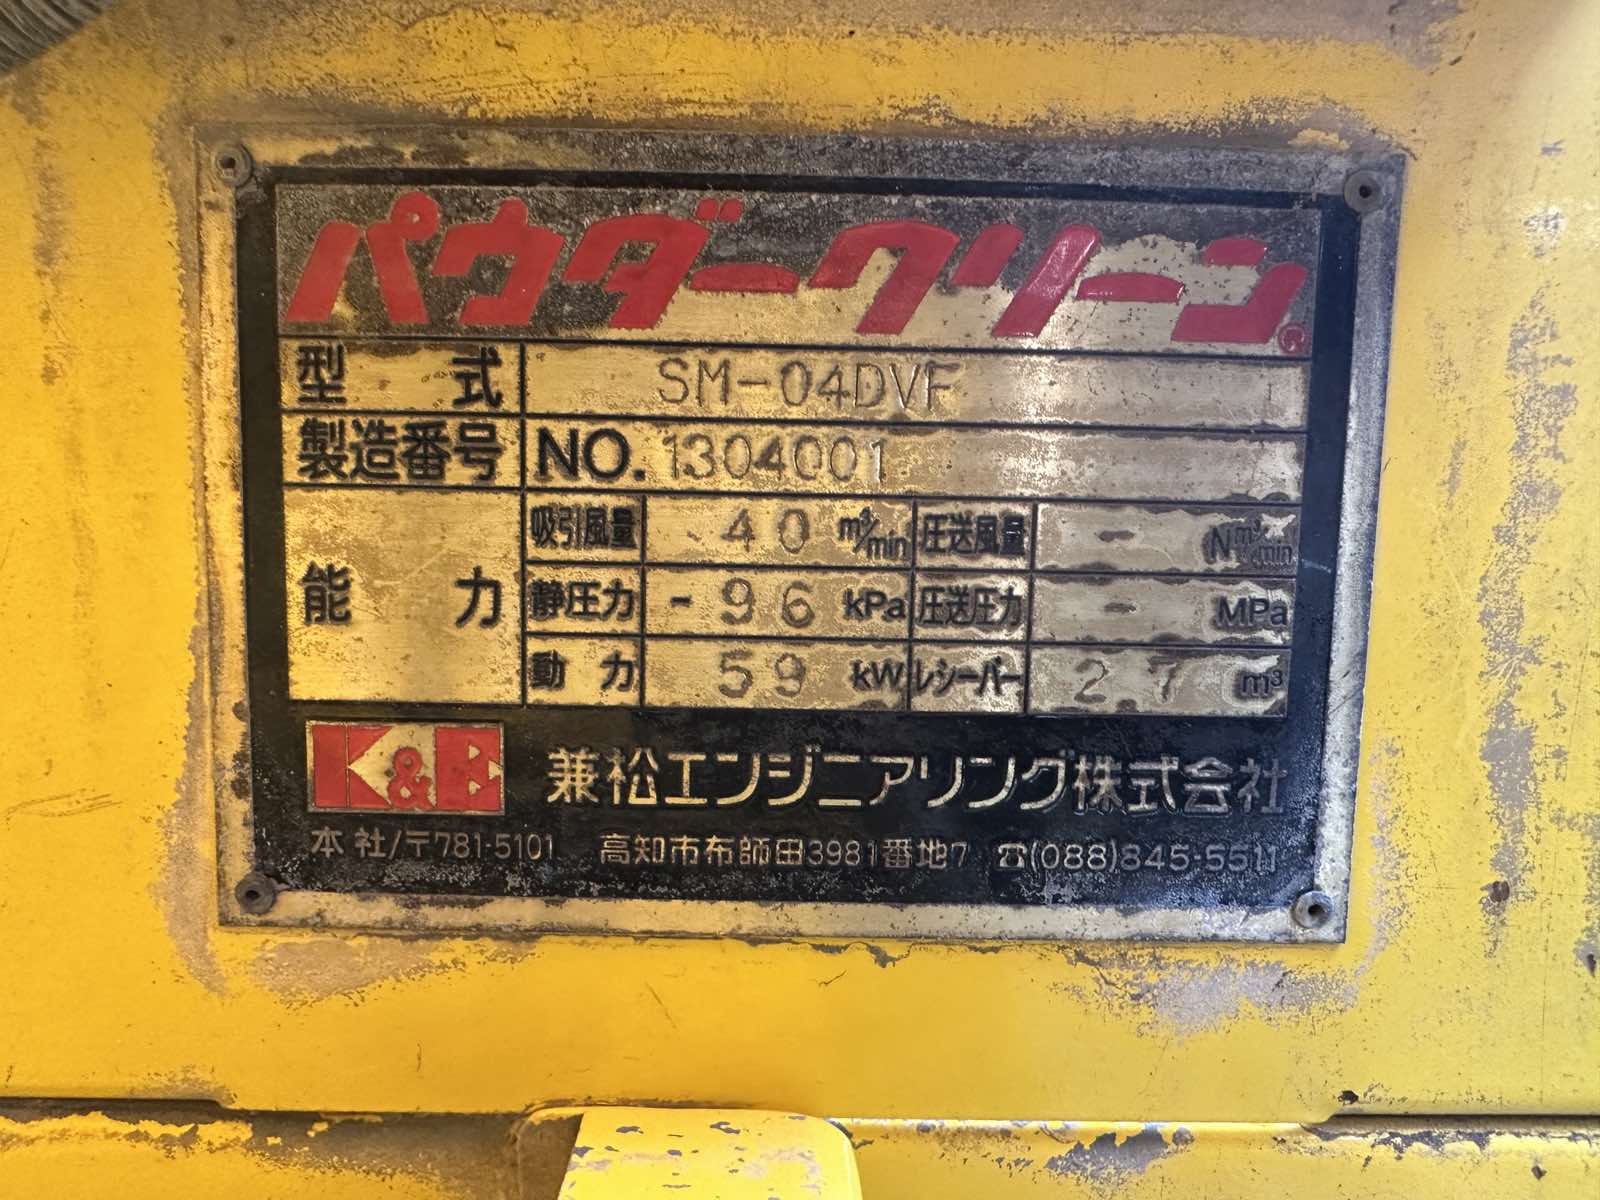 パウダークリーン®
型式 SM-04DVF
製造番号 NO. 1304001
能力
吸引風量 40 m³/min 圧送風量 - Nm³/min
静圧力 -96 kPa 圧送圧力 - MPa
動力 59 kW レシーバー 2.7 m³
K&E 兼松エンジニアリング株式会社
本社/〒781-5101 高知市布師田3981番地7 ☎(088)845-5511